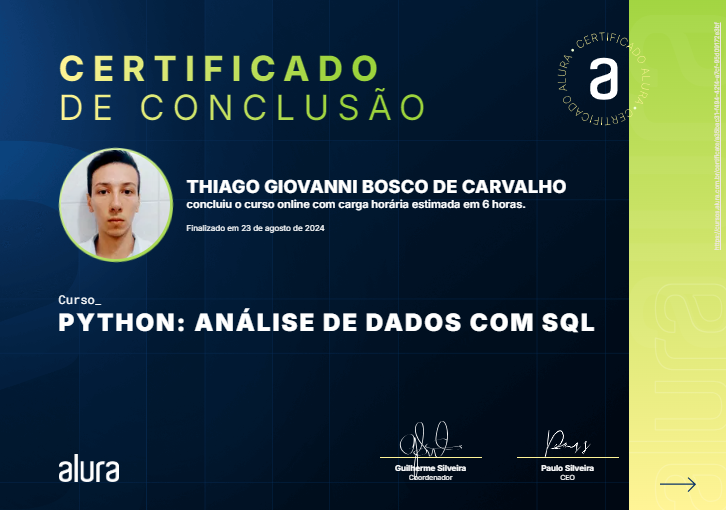 CERTIFICADO
DE CONCLUSÃO
CERTIFICADO ALURA • CERTIFICADO ALURA •
a
THIAGO GIOVANNI BOSCO DE CARVALHO
concluiu o curso online com carga horária estimada em 6 horas.
Finalizado em 23 de agosto de 2024
Curso_
PYTHON: ANÁLISE DE DADOS COM SQL
alura
Guilherme Silveira
Coordenador
Paulo Silveira
CEO
alura